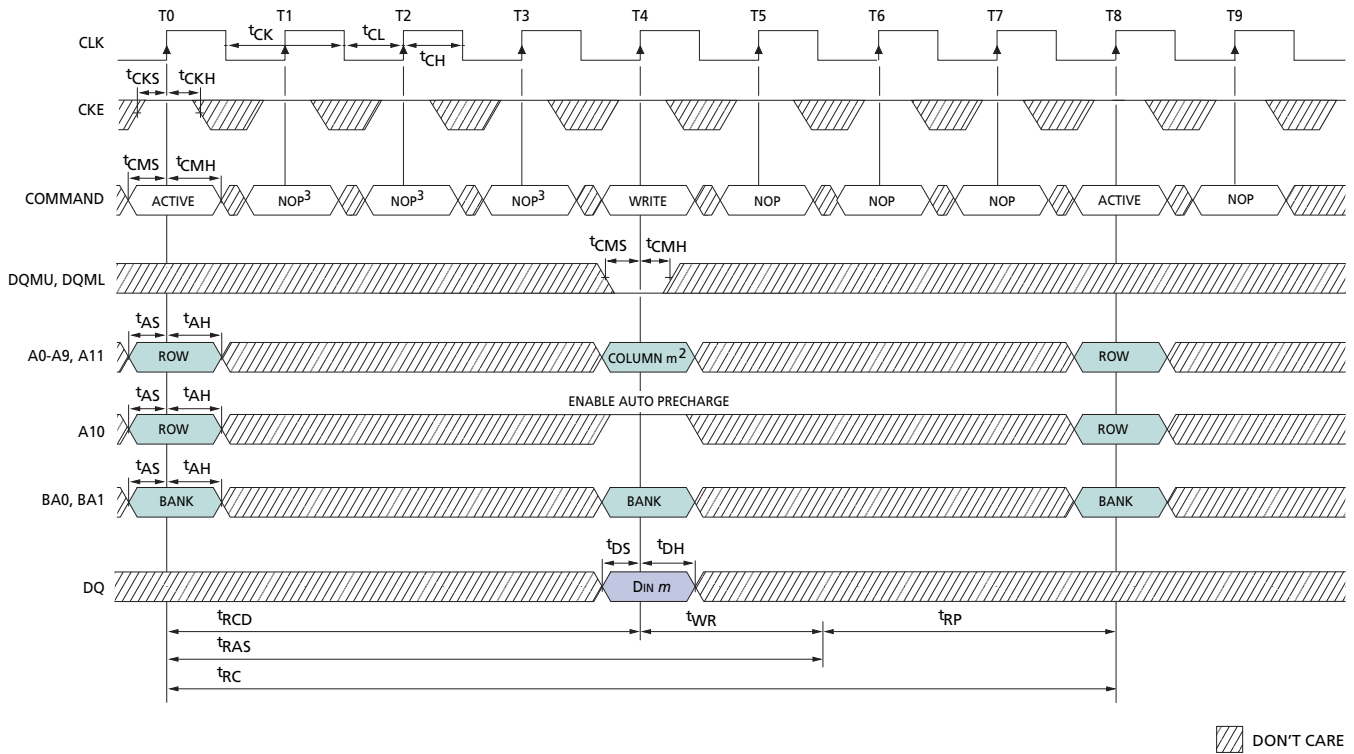 T0 T1 T2 T3 T4 T5 T6 T7 T8 T9
CLK
tCK tCL
tCH
tCKS tCKH
CKE
tCMS tCMH
COMMAND ACTIVE NOP3 NOP3 NOP3 WRITE NOP NOP NOP ACTIVE NOP
tCMS tCMH
DQMU, DQML
tAS tAH
A0-A9, A11 ROW COLUMN m2 ROW
tAS tAH ENABLE AUTO PRECHARGE
A10 ROW ROW
tAS tAH
BA0, BA1 BANK BANK BANK
tDS tDH
DQ DIN m
tRCD tWR tRP
tRAS
tRC
DON'T CARE